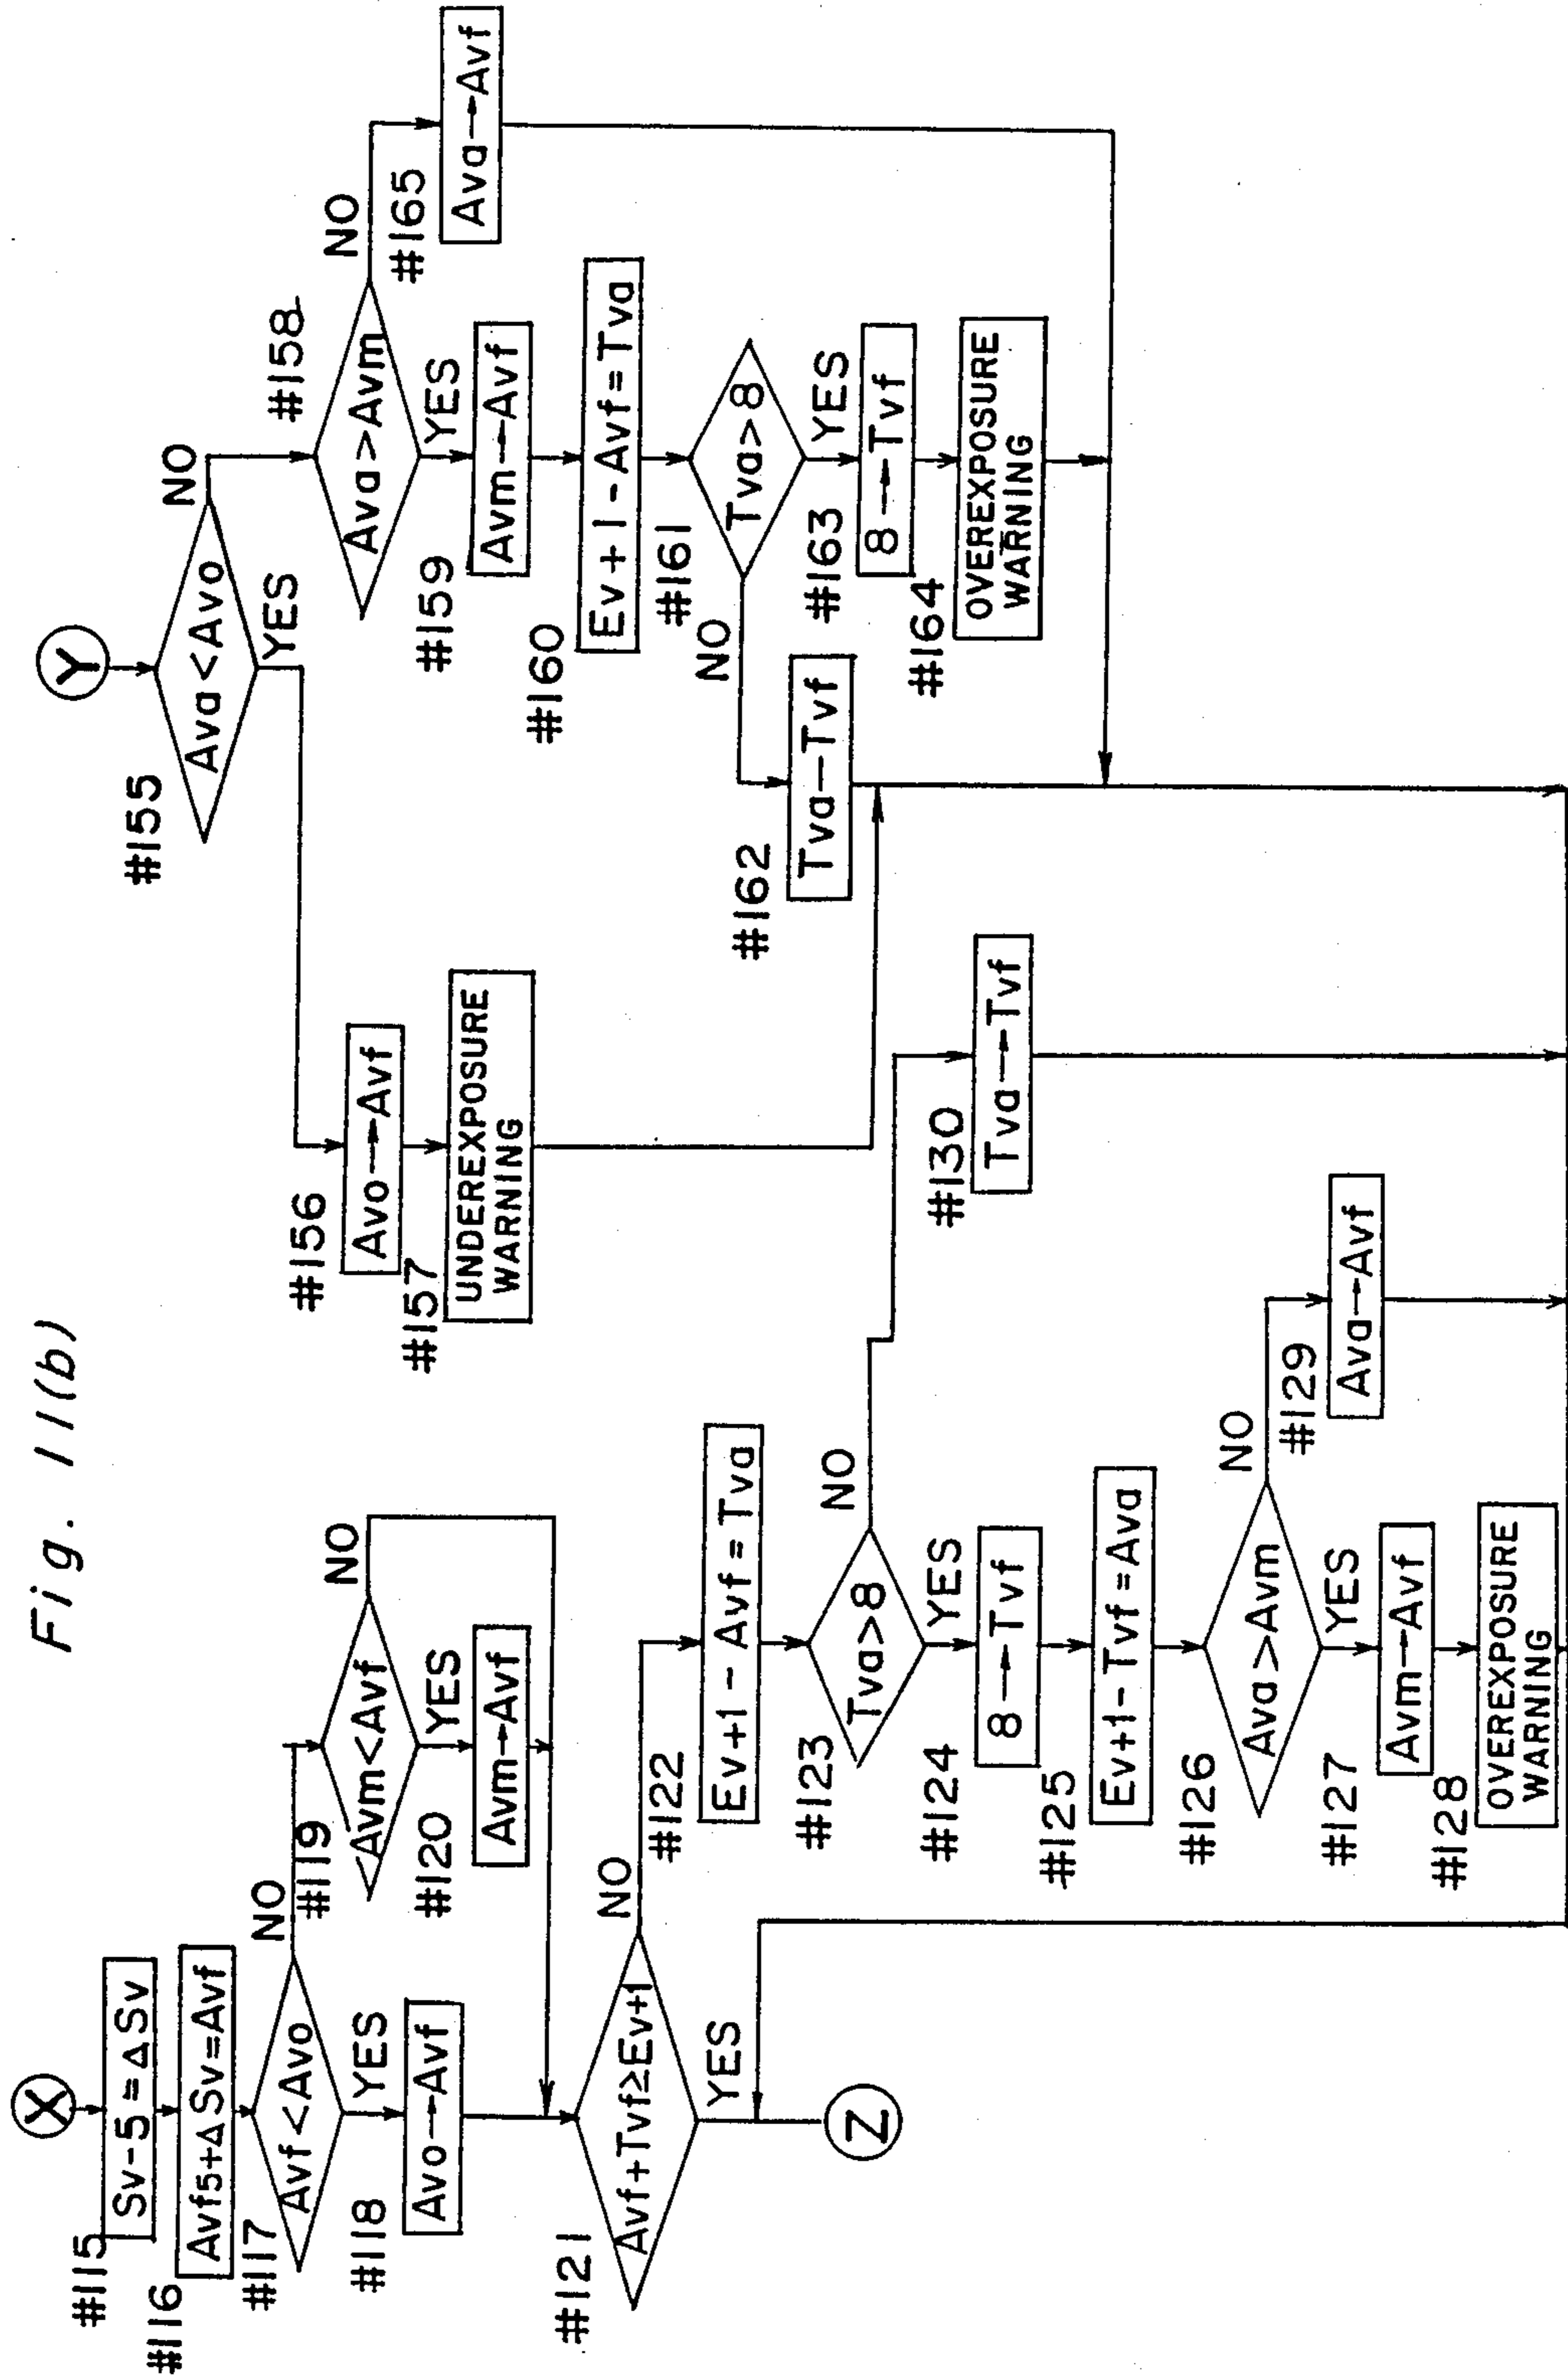 Fig. 11(b)
X
#115
Sv-5=ΔSv
#116
Avf5+ΔSv=Avf
#117
Avf<Avo
NO
YES
#118
Avo→Avf
#119
Avm<Avf
NO
YES
#120
Avm→Avf
#121
Avf+Tvf≥Ev+1
NO
YES
Z
#122
Ev+1-Avf=Tva
#123
Tva>8
NO
YES
#124
8→Tvf
#125
Ev+1-Tvf=Ava
#126
Ava>Avm
NO
YES
#127
Avm→Avf
#128
OVEREXPOSURE
WARNING
#129
Ava→Avf
#130
Tva→Tvf
Y
#155
Ava<Avo
NO
YES
#156
Avo→Avf
#157
UNDEREXPOSURE
WARNING
#158
Ava>Avm
NO
YES
#159
Avm→Avf
#160
Ev+1-Avf=Tva
#161
Tva>8
NO
YES
#162
Tva—Tvf
#163
8→Tvf
#164
OVEREXPOSURE
WARNING
#165
Ava→Avf